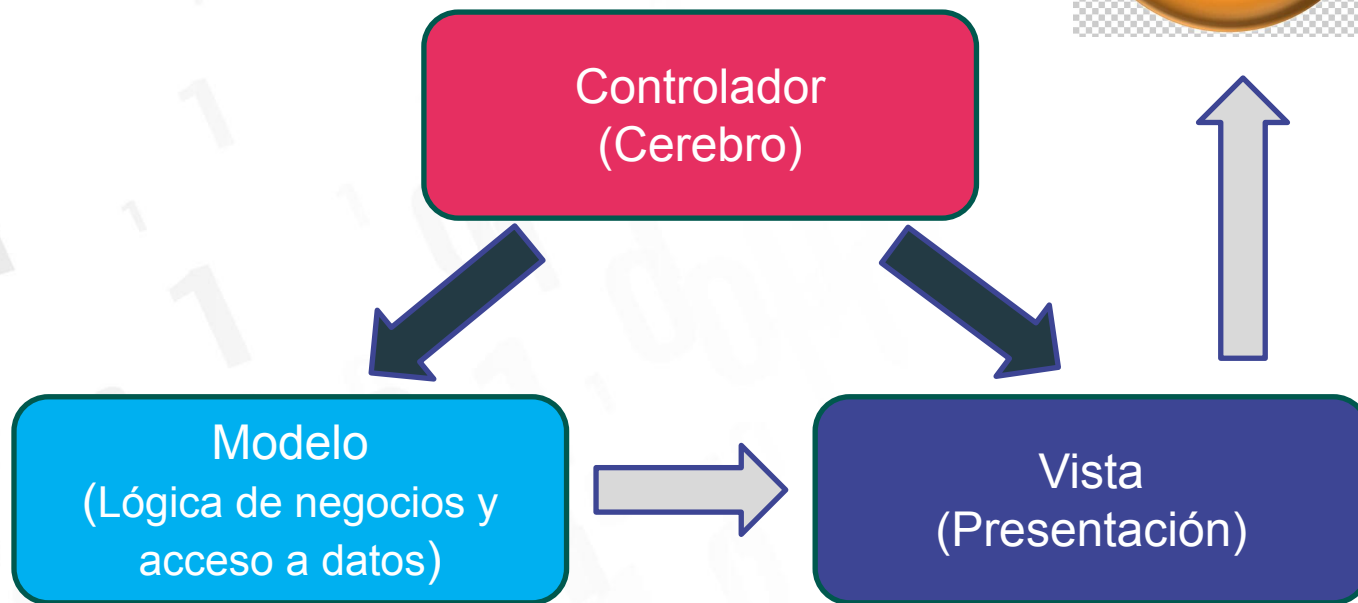 Controlador
(Cerebro)
Modelo
(Lógica de negocios y
acceso a datos)
Vista
(Presentación)